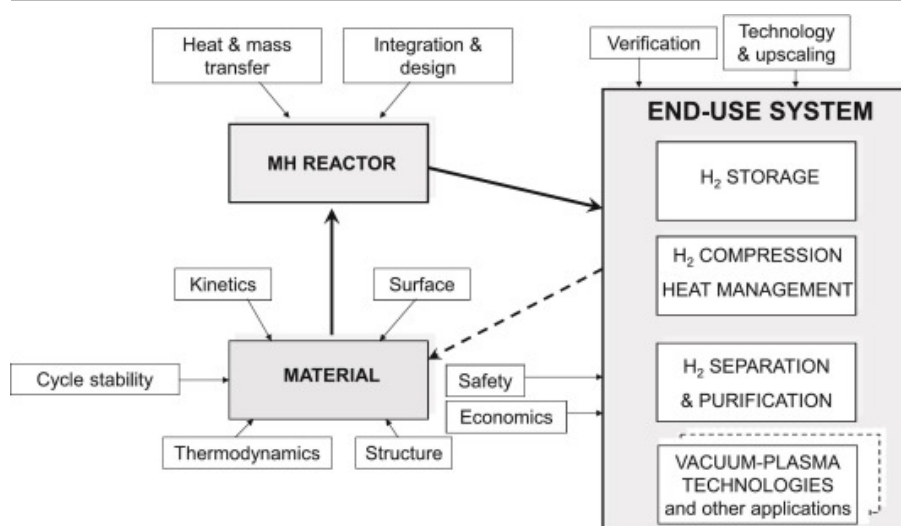 Heat & mass
transfer
Integration &
design
Verification
Technology
& upscaling
END-USE SYSTEM
MH REACTOR
H₂ STORAGE
H₂ COMPRESSION
HEAT MANAGEMENT
Kinetics
Surface
Cycle stability
MATERIAL
Safety
Economics
H₂ SEPARATION
& PURIFICATION
Thermodynamics
Structure
VACUUM-PLASMA
TECHNOLOGIES
and other applications